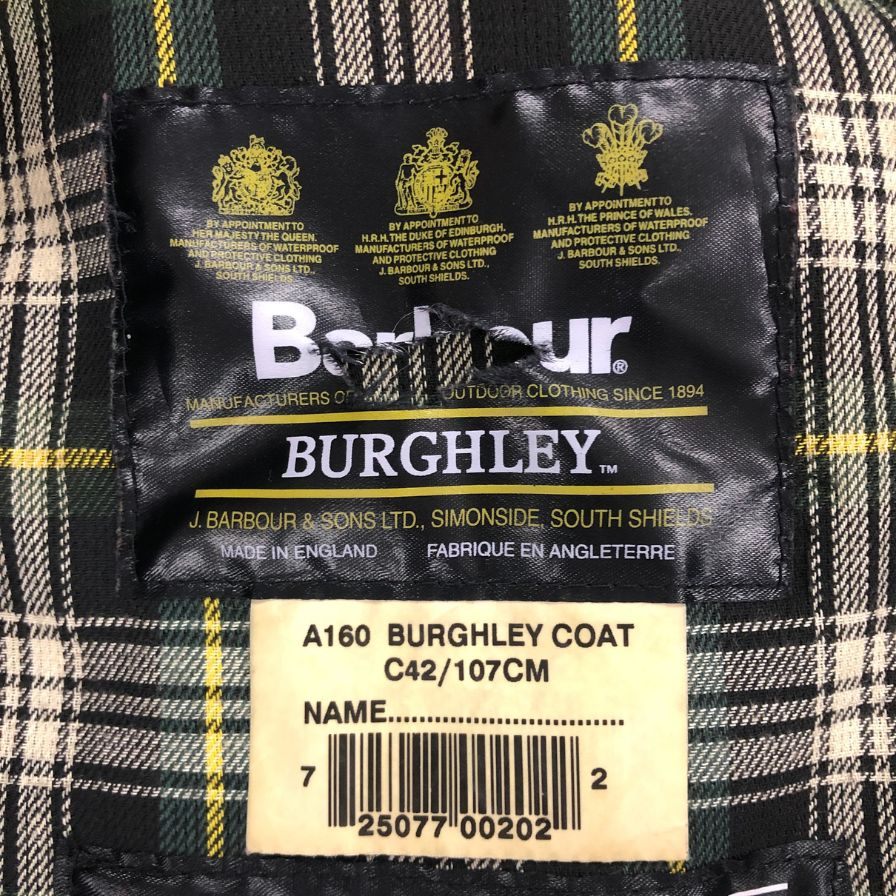 BY APPOINTMENT TO
HER MAJESTY THE QUEEN.
MANUFACTURERS OF WATERPROOF
AND PROTECTIVE CLOTHING
J. BARBOUR & SONS LTD.,
SOUTH SHIELDS.
BY APPOINTMENT TO
H.R.H. THE DUKE OF EDINBURGH.
MANUFACTURERS OF WATERPROOF
AND PROTECTIVE CLOTHING
J. BARBOUR & SONS LTD.,
SOUTH SHIELDS.
BY APPOINTMENT TO
H.R.H. THE PRINCE OF WALES.
MANUFACTURERS OF WATERPROOF
AND PROTECTIVE CLOTHING
J. BARBOUR & SONS LTD.,
SOUTH SHIELDS.
Barbour®
MANUFACTURERS OF OUTDOOR CLOTHING SINCE 1894
BURGHLEY™
J. BARBOUR & SONS LTD., SIMONSIDE, SOUTH SHIELDS
MADE IN ENGLAND FABRIQUE EN ANGLETERRE
A160 BURGHLEY COAT
C42/107CM
NAME...............................
7 25077 00202 2